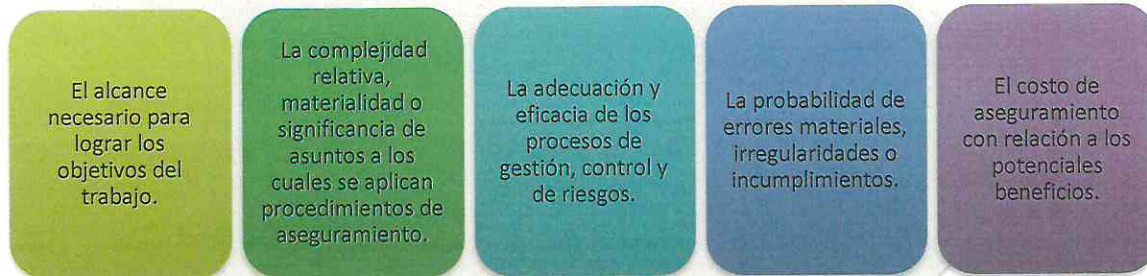 El alcance
necesario para
lograr los
objetivos del
trabajo.
La complejidad
relativa,
materialidad o
significancia de
asuntos a los
cuales se aplican
procedimientos de
aseguramiento.
La adecuación y
eficacia de los
procesos de
gestión, control y
de riesgos.
La probabilidad de
errores materiales,
irregularidades o
incumplimientos.
El costo de
aseguramiento
con relación a los
potenciales
beneficios.